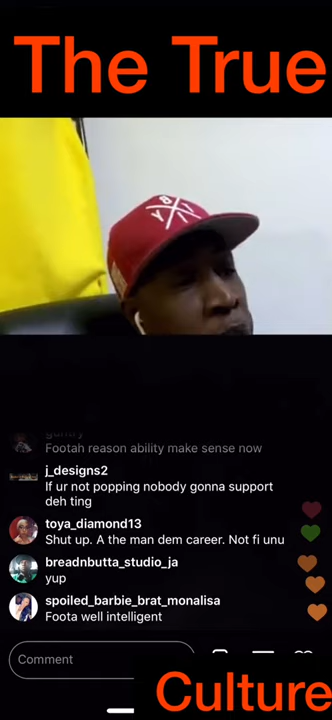 The True
Y 8 Y
Footah reason ability make sense now
j_designs2
If ur not popping nobody gonna support
deh ting
toya_diamond13
Shut up. A the man dem career. Not fi unu
breadnbutta_studio_ja
yup
spoiled_barbie_brat_monalisa
Foota well intelligent
Comment
Culture